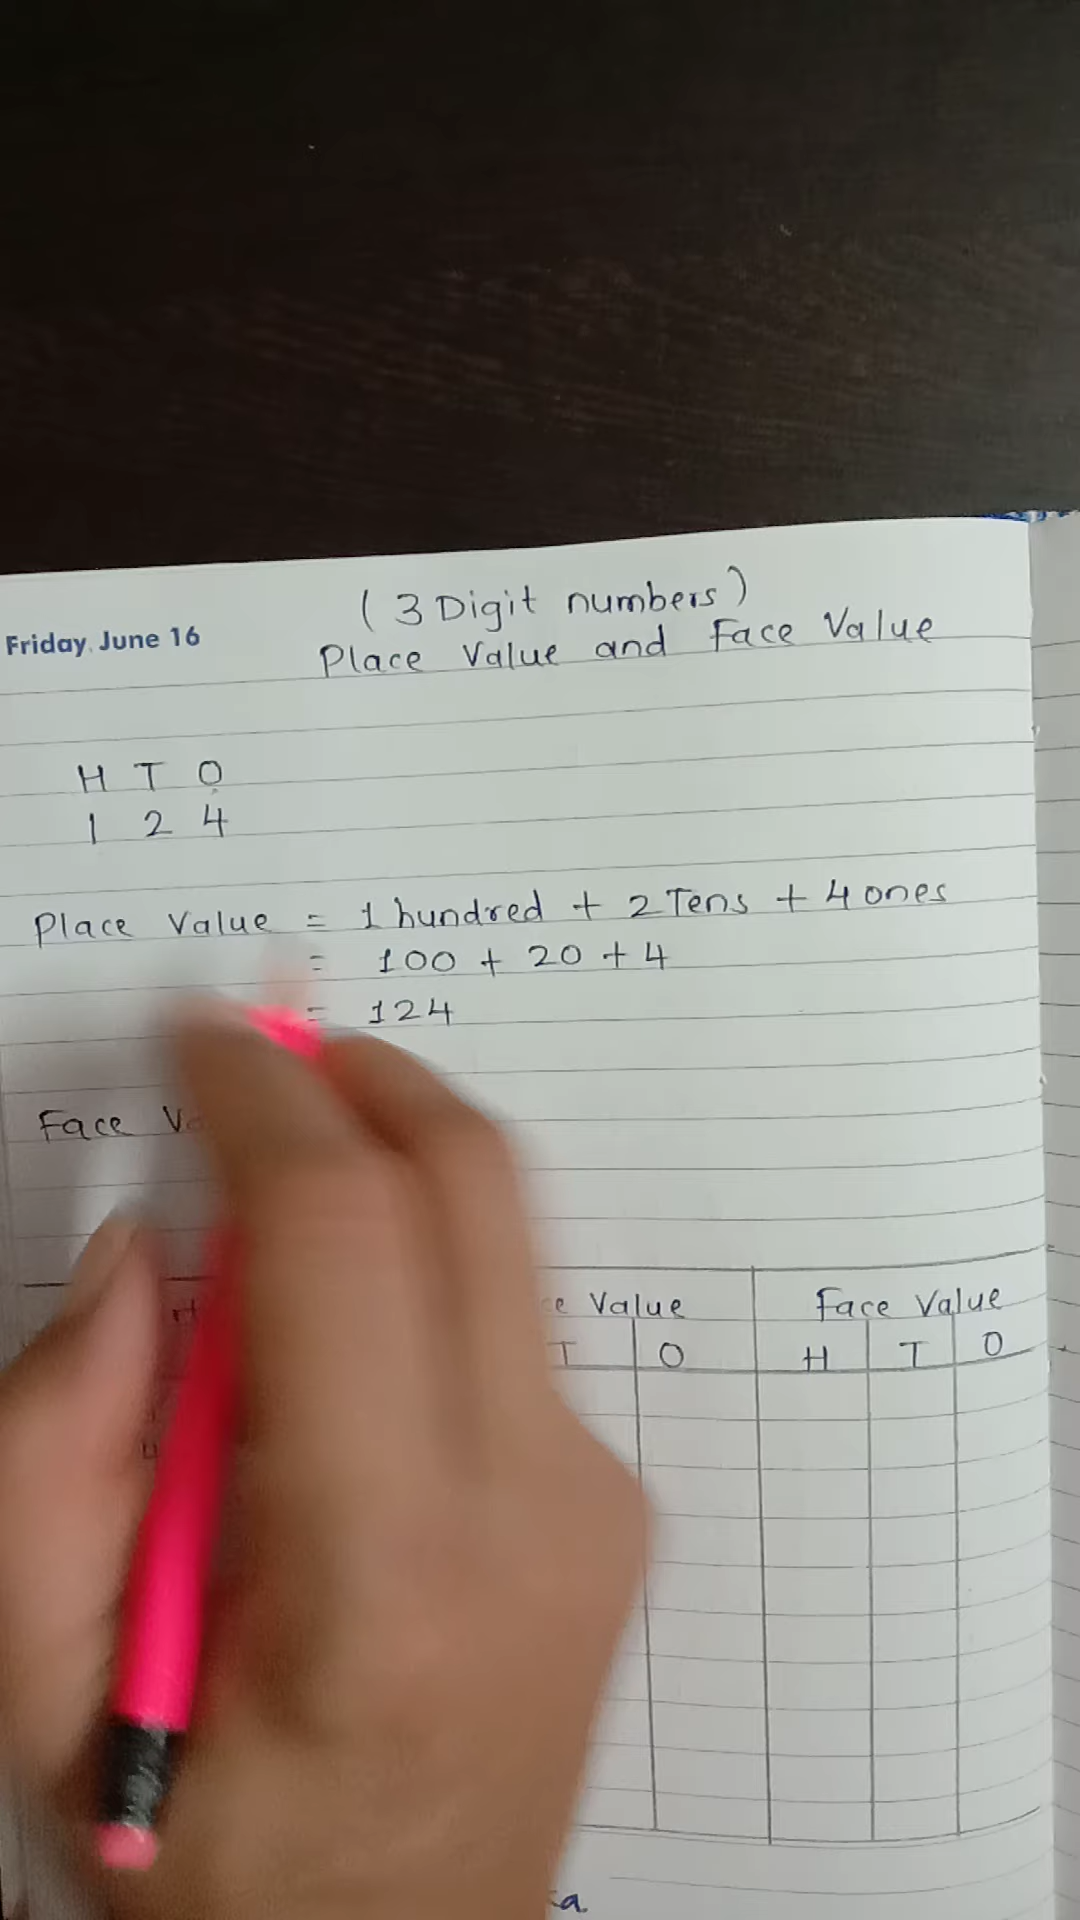 (3 Digit numbers)
Friday, June 16
Place Value and Face Value
H T O
1 2 4
Place Value = 1 hundred + 2 Tens + 4 ones
= 100 + 20 + 4
= 124
Face
Value
Face Value
T O H T O